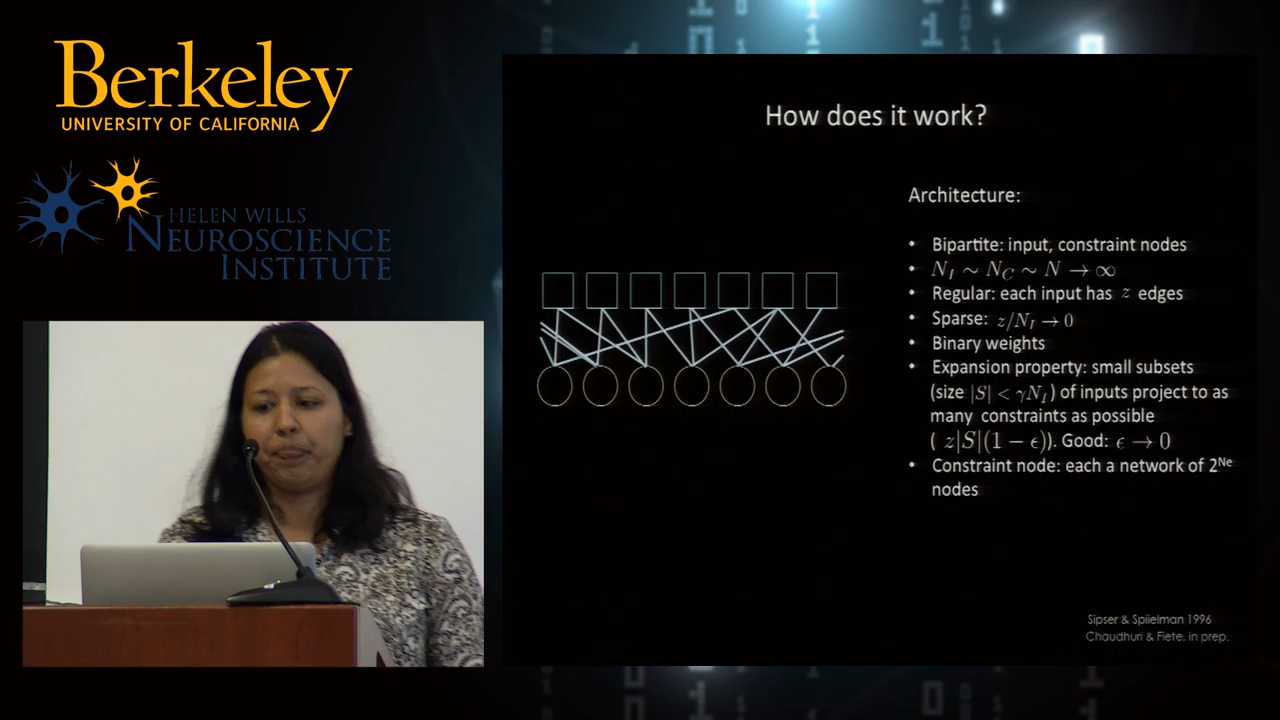 Berkeley
UNIVERSITY OF CALIFORNIA
HELEN WILLS
NEUROSCIENCE
INSTITUTE
How does it work?
Architecture:
• Bipartite: input, constraint nodes
• N_I ∼ N_C ∼ N → ∞
• Regular: each input has z edges
• Sparse: z/N_I → 0
• Binary weights
• Expansion property: small subsets
(size |S| < γN_I) of inputs project to as
many constraints as possible
( z|S|(1 − ϵ)). Good: ϵ → 0
• Constraint node: each a network of 2^Ne
nodes
Sipser & Spiielman 1996
Chaudhuri & Fiete, in prep.